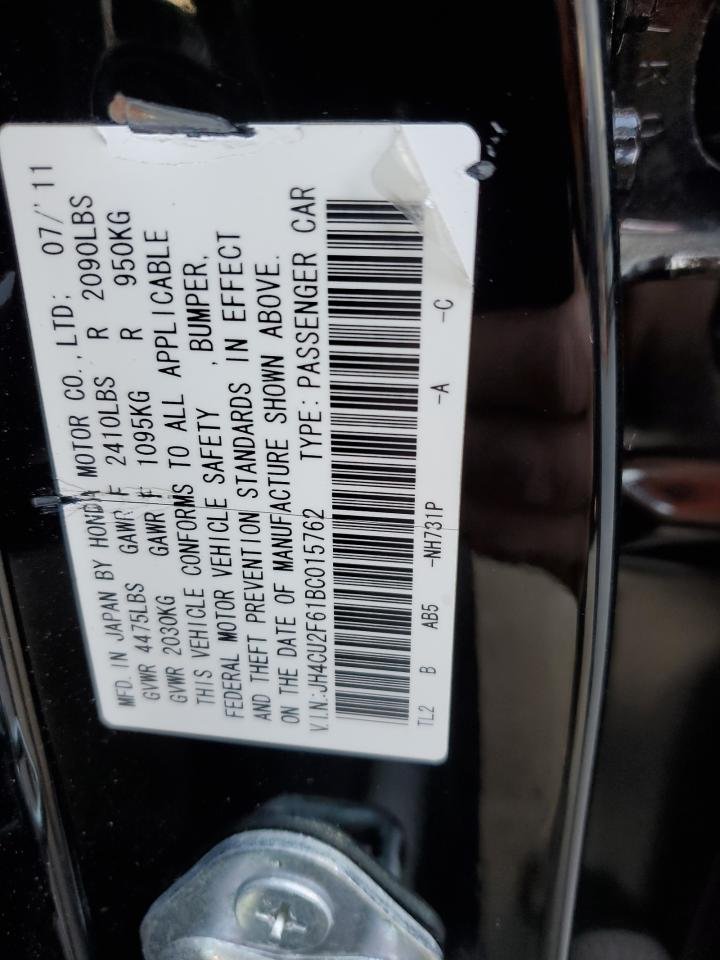 MFD. IN JAPAN BY HONDA MOTOR CO., LTD; 07/'11
GVWR 4475LBS GAWR F 2410LBS R 2090LBS
GVWR 2030KG GAWR F 1095KG R 950KG
THIS VEHICLE CONFORMS TO ALL APPLICABLE
FEDERAL MOTOR VEHICLE SAFETY , BUMPER,
AND THEFT PREVENTION STANDARDS IN EFFECT
ON THE DATE OF MANUFACTURE SHOWN ABOVE.
V.I.N.:JH4CU2F61BC015762 TYPE: PASSENGER CAR
TL2 B AB5 -NH731P -A -C